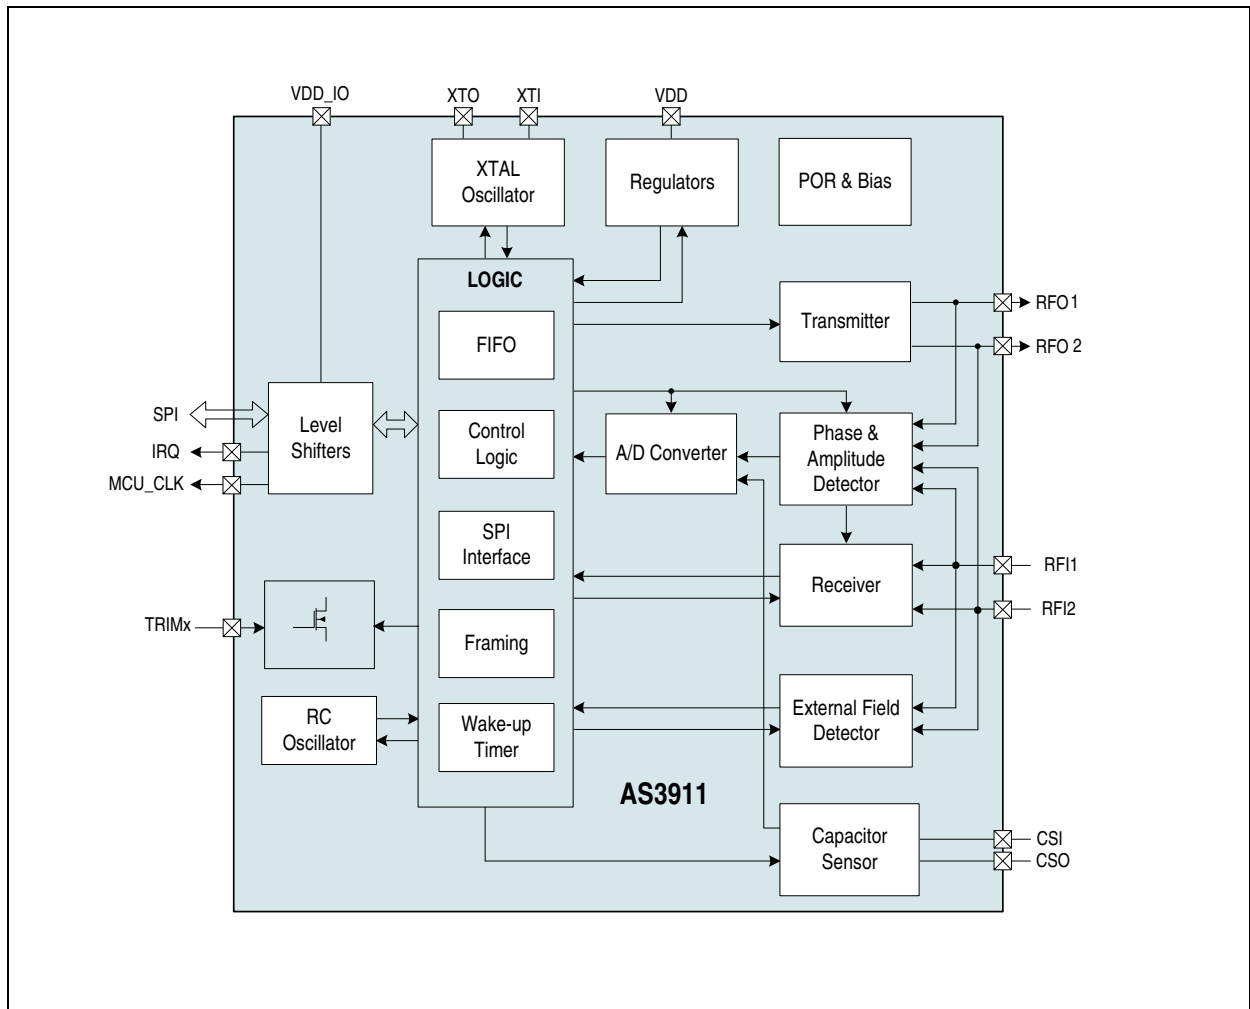 VDD_IO
XTO
XTI
VDD
XTAL
Oscillator
Regulators
POR & Bias
LOGIC
FIFO
Control
Logic
SPI
Interface
Framing
Wake-up
Timer
Transmitter
RFO1
RFO 2
SPI
IRQ
MCU_CLK
Level
Shifters
A/D Converter
Phase &
Amplitude
Detector
Receiver
RFI1
RFI2
TRIMx
RC
Oscillator
External Field
Detector
AS3911
Capacitor
Sensor
CSI
CSO